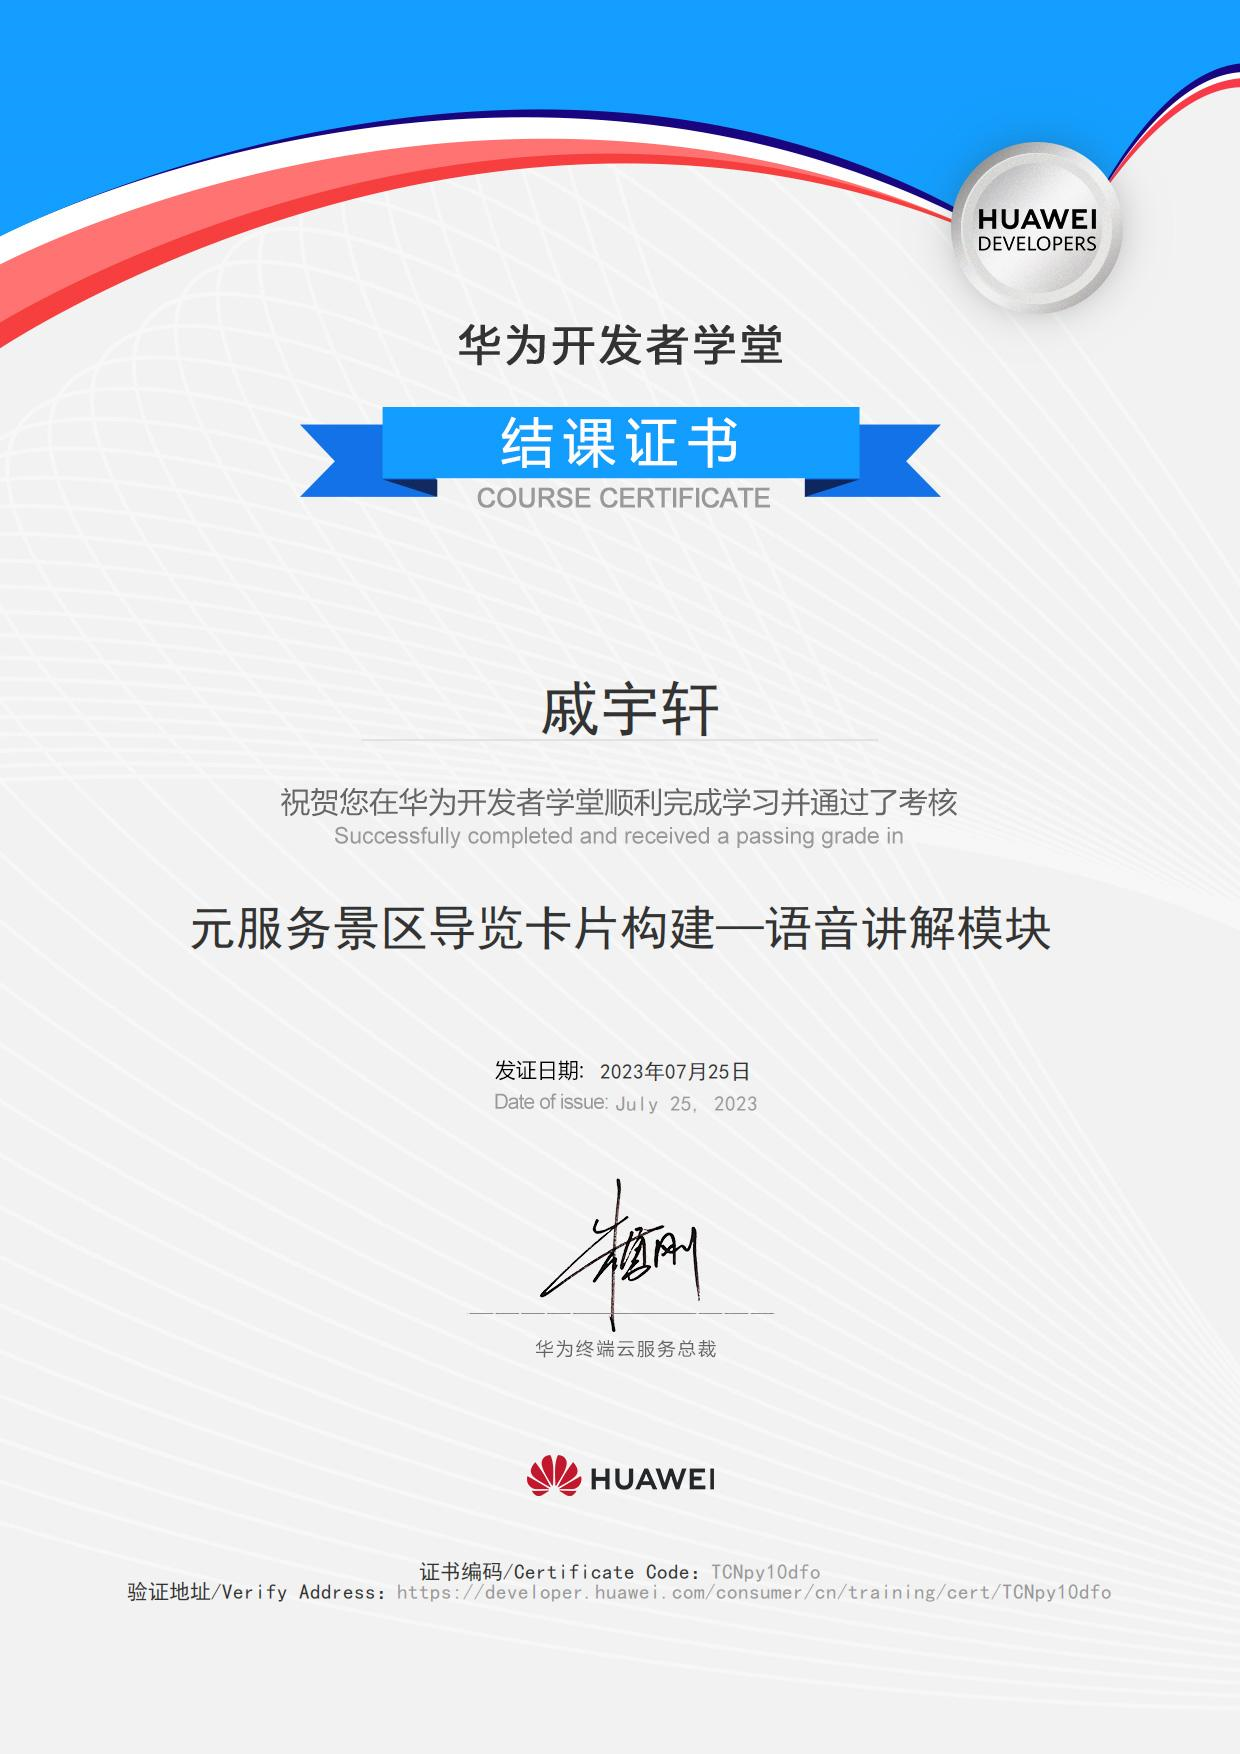 HUAWEI
DEVELOPERS
华为开发者学堂
结课证书
COURSE CERTIFICATE
戚宇轩
祝贺您在华为开发者学堂顺利完成学习并通过了考核
Successfully completed and received a passing grade in
元服务景区导览卡片构建—语音讲解模块
发证日期: 2023年07月25日
Date of issue: July 25, 2023
华为终端云服务总裁
HUAWEI
证书编码/Certificate Code: TCNpy10dfo
验证地址/Verify Address: https://developer.huawei.com/consumer/cn/training/cert/TCNpy10dfo